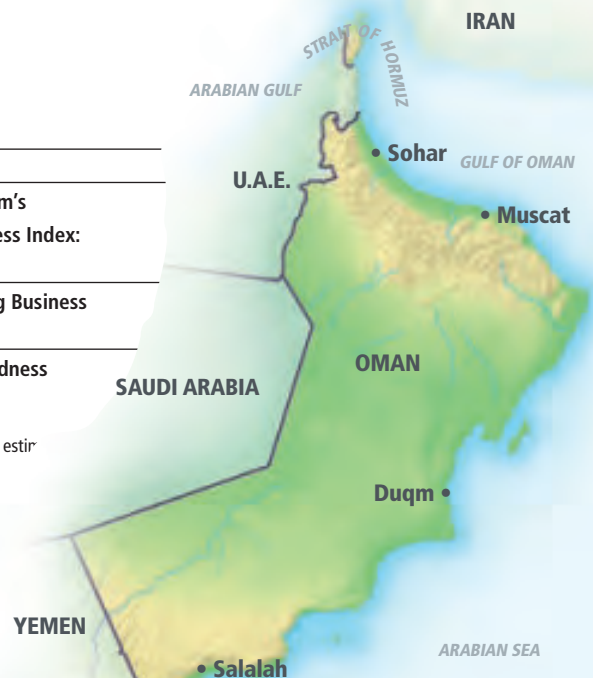 IRAN
STRAIT OF HORMUZ
ARABIAN GULF
Sohar
GULF OF OMAN
U.A.E.
m's
Muscat
ess Index:
g Business
OMAN
dness
SAUDI ARABIA
Duqm
YEMEN
ARABIAN SEA
Salalah